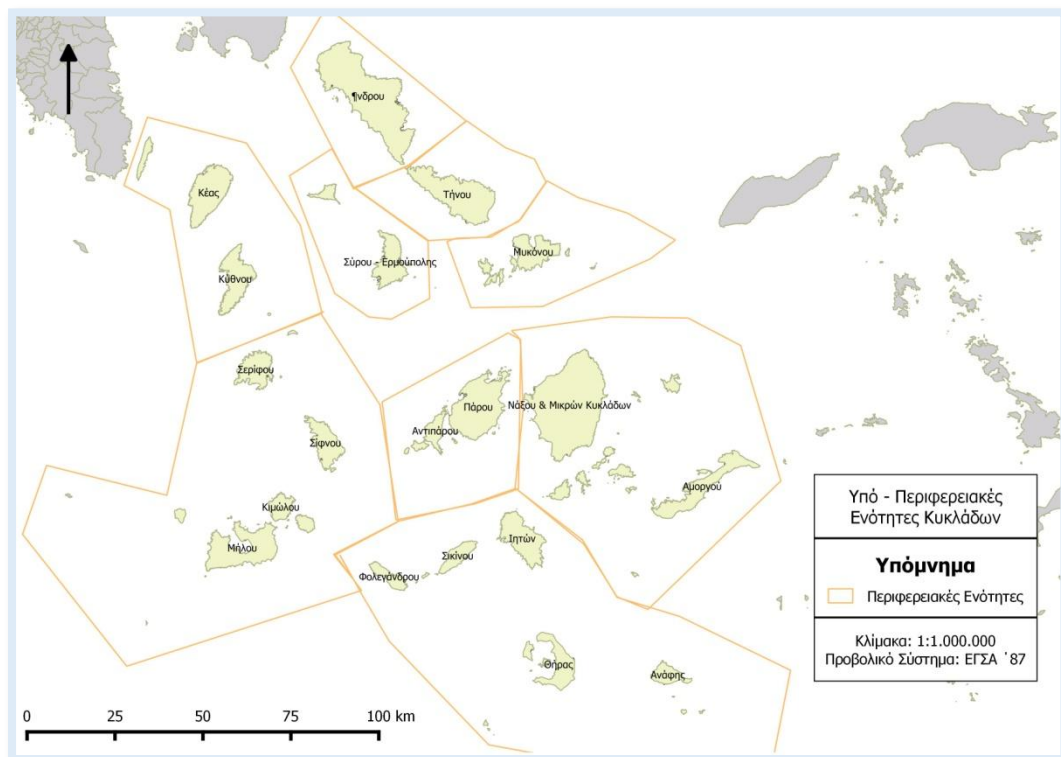 ¶νδρου
Τήνου
Κέας
Μυκόνου
Σύρου - Ερμούπολης
Κύθνου
Σερίφου
Πάρου
Νάξου & Μικρών Κυκλάδων
Αντιπάρου
Σίφνου
Αμοργού
Κιμώλου
Ιητών
Μήλου
Σικίνου
Φολεγάνδρου
Θήρας
Ανάφης
Υπό - Περιφερειακές
Ενότητες Κυκλάδων
Υπόμνημα
Περιφερειακές Ενότητες
Κλίμακα: 1:1.000.000
Προβολικό Σύστημα: ΕΓΣΑ ΄87
0 25 50 75 100 km